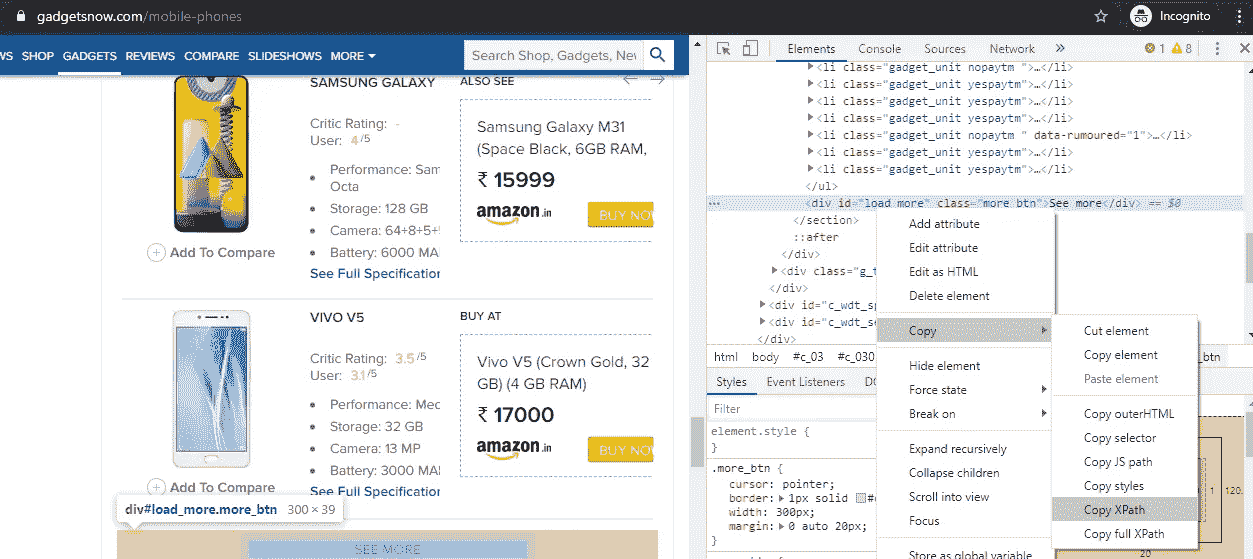 gadgetsnow.com/mobile-phones
Incognito
WS SHOP GADGETS REVIEWS COMPARE SLIDESHOWS MORE
Search Shop, Gadgets, Nev
SAMSUNG GALAXY
Critic Rating: -
User: 4/5
Performance: Sam
Octa
Storage: 128 GB
Camera: 64+8+5+
Battery: 6000 MA
See Full Specification
Add To Compare
ALSO SEE
Samsung Galaxy M31
(Space Black, 6GB RAM,
₹ 15999
amazon.in
BUY NO
VIVO V5
Critic Rating: 3.5/5
User: 3.1/5
Performance: Med
Storage: 32 GB
Camera: 13 MP
Battery: 3000 MA
See Full Specification
Add To Compare
BUY AT
Vivo V5 (Crown Gold, 32
GB) (4 GB RAM)
₹ 17000
amazon.in
BUY NO
div#load_more.more_btn 300 × 39
SEE MORE
Elements Console Sources Network » 1 8
<li class="gadget_unit nopaytm ">…</li>
<li class="gadget_unit yespaytm">…</li>
<li class="gadget_unit yespaytm">…</li>
<li class="gadget_unit yespaytm">…</li>
<li class="gadget_unit nopaytm " data-rumoured="1">…</li>
<li class="gadget_unit yespaytm">…</li>
<li class="gadget_unit yespaytm">…</li>
</ul>
<div id="load_more" class="more_btn">See more</div> == $0
</section>
::after
</div>
<div class="g_
</div>
<div id="c_wdt_s
<div id="c_wdt_s
</div>
html body #c_03 #c_030 _btn
Styles Event Listeners DO
Filter
element.style {
}
.more_btn {
cursor: pointer;
border: 1px solid #
width: 300px;
margin: 0 auto 20px;
}
Add attribute
Edit attribute
Edit as HTML
Delete element
Copy
Hide element
Force state
Break on
Expand recursively
Collapse children
Scroll into view
Focus
Store as global variable
Cut element
Copy element
Paste element
Copy outerHTML
Copy selector
Copy JS path
Copy styles
Copy XPath
Copy full XPath
1 120.
20